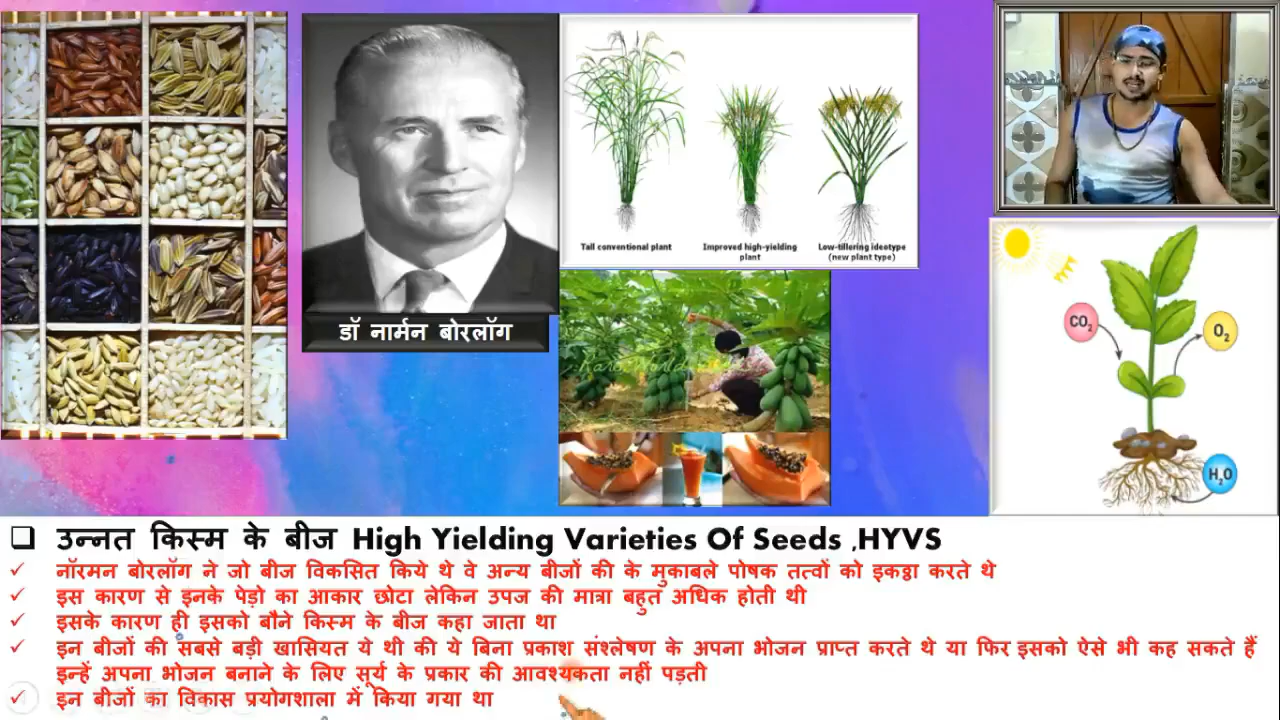 डॉ नार्मन बोरलॉग
Tall conventional plant
Improved high-yielding
plant
Low-tillering ideotype
(new plant type)
CO2
O2
H2O
उन्नत किस्म के बीज High Yielding Varieties Of Seeds ,HYVS
नॉरमन बोरलॉग ने जो बीज विकसित किये थे वे अन्य बीजों की के मुकाबले पोषक तत्वों को इकठ्ठा करते थे
इस कारण से इनके पेड़ो का आकार छोटा लेकिन उपज की मात्रा बहुत अधिक होती थी
इसके कारण ही इसको बौने किस्म के बीज कहा जाता था
इन बीजों की सबसे बड़ी खासियत ये थी की ये बिना प्रकाश संश्लेषण के अपना भोजन प्राप्त करते थे या फिर इसको ऐसे भी कह सकते हैं
इन्हें अपना भोजन बनाने के लिए सूर्य के प्रकार की आवश्यकता नहीं पड़ती
इन बीजों का विकास प्रयोगशाला में किया गया था